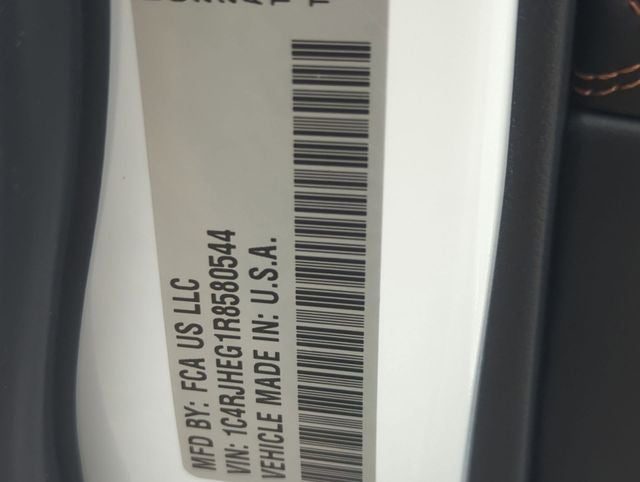 MFD BY: FCA US LLC
VIN: 1C4RJHEG1R8580544
VEHICLE MADE IN: U.S.A.